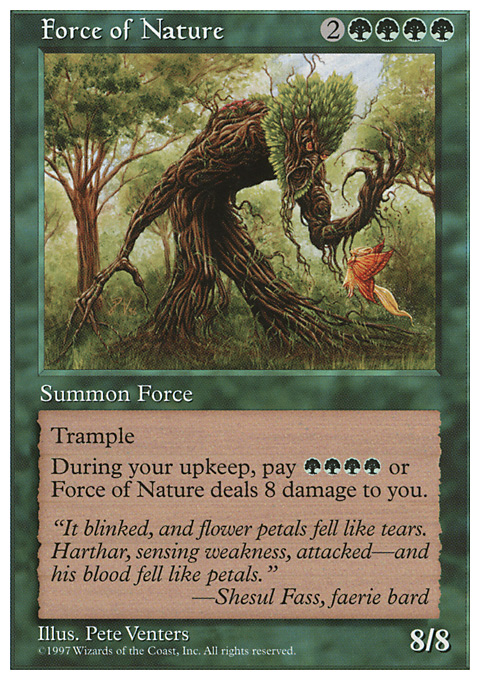 Force of Nature 2
Summon Force
Trample
During your upkeep, pay or
Force of Nature deals 8 damage to you.
“It blinked, and flower petals fell like tears.
Harthar, sensing weakness, attacked—and
his blood fell like petals.”
—Shesul Fass, faerie bard
Illus. Pete Venters
©1997 Wizards of the Coast, Inc. All rights reserved.
8/8